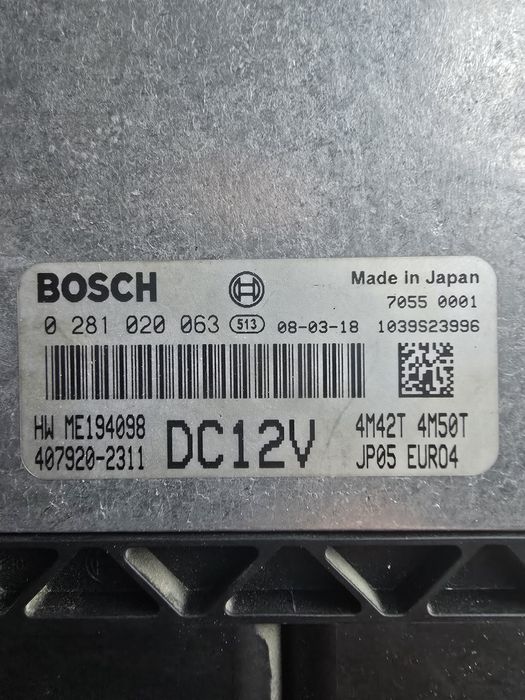 BOSCH
Made in Japan
7055 0001
0 281 020 063 513 08-03-18 1039S23996
HW ME194098
407920-2311
DC12V
4M42T 4M50T
JP05 EURO4